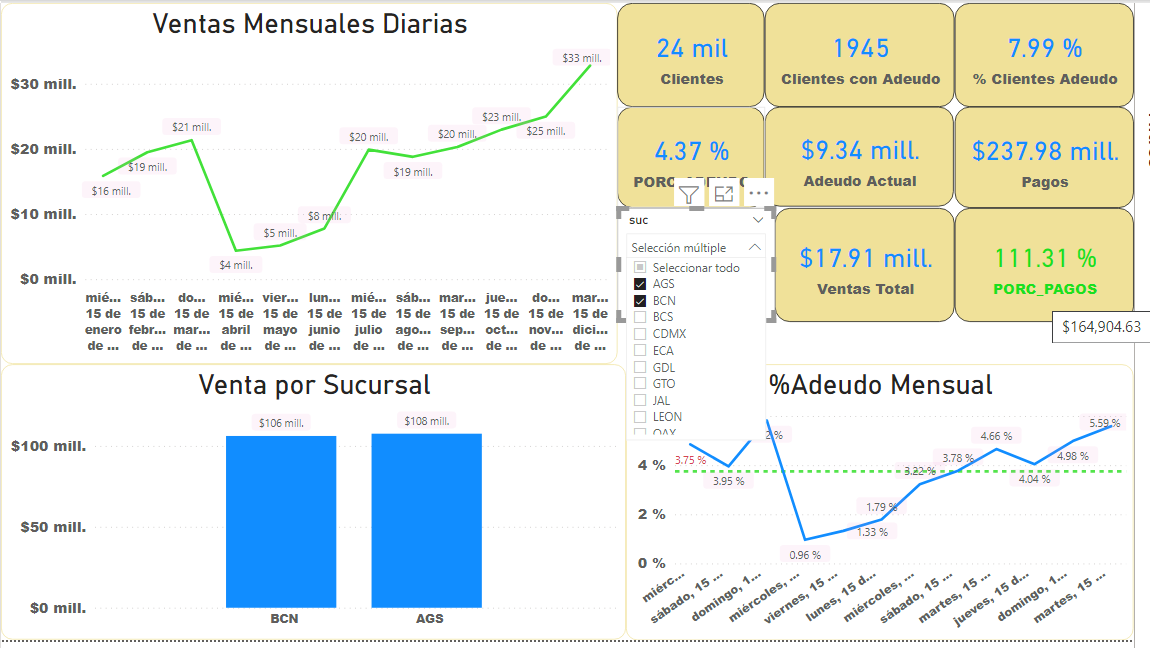 Ventas Mensuales Diarias
$30 mill.
$20 mill.
$10 mill.
$0 mill.
$16 mill.
$19 mill.
$21 mill.
$4 mill.
$5 mill.
$8 mill.
$20 mill.
$19 mill.
$20 mill.
$23 mill.
$25 mill.
$33 mill.
mié... sáb... do... mié... vier... lun... mié... sáb... mar... jue... do... mar...
15 de 15 de 15 de 15 de 15 de 15 de 15 de 15 de 15 de 15 de 15 de 15 de
enero febr... mar... abril mayo junio julio ago... sep... oct... nov... dici...
de ... de ... de ... de ... de ... de ... de ... de ... de ... de ... de ... de ...
24 mil
Clientes
1945
Clientes con Adeudo
7.99 %
% Clientes Adeudo
4.37 %
$9.34 mill.
Adeudo Actual
$237.98 mill.
Pagos
suc
Selección múltiple
Seleccionar todo
AGS
BCN
BCS
CDMX
ECA
GDL
GTO
JAL
LEON
$17.91 mill.
Ventas Total
111.31 %
PORC_PAGOS
$164,904.63
Venta por Sucursal
$100 mill.
$50 mill.
$0 mill.
$106 mill.
$108 mill.
BCN
AGS
%Adeudo Mensual
4 %
2 %
0 %
3.75 %
3.95 %
2 %
0.96 %
1.33 %
1.79 %
3.22 %
3.78 %
4.66 %
4.04 %
4.98 %
5.59 %
miérc...
sábado, 15 ...
domingo, 1...
miércoles, ...
viernes, 15 ...
lunes, 15 d...
miércoles, ...
sábado, 15 ...
martes, 15 ...
jueves, 15 d...
domingo, 1...
martes, 15 ...